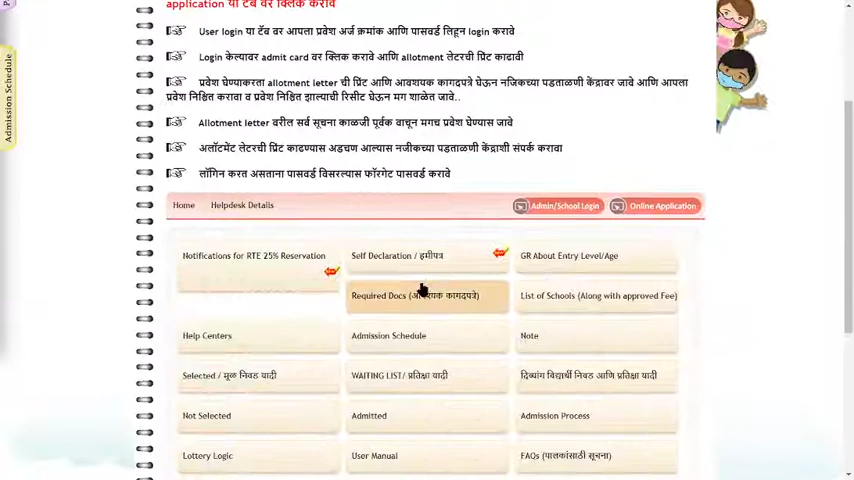 application या टॅब वर क्लिक करावे
User login या टॅब वर आपला प्रवेश अर्ज क्रमांक आणि पासवर्ड लिहून login करावे
Login केल्यावर admit card वर क्लिक करावे आणि allotment लेटरची प्रिंट काढावी
प्रवेश घेण्याकरता allotment letter ची प्रिंट आणि आवश्यक कागदपत्रे घेऊन नजिकच्या पडताळणी केंद्रावर जावे आणि आपला
प्रवेश निश्चित करावा व प्रवेश निश्चित झाल्याची रिसीट घेऊन मग शाळेत जावे..
Allotment letter वरील सर्व सूचना काळजी पूर्वक वाचून मगच प्रवेश घेण्यास जावे
अलॉटमेंट लेटरची प्रिंट काढण्यास अडचण आल्यास नजीकच्या पडताळणी केंद्राशी संपर्क करावा
लॉगिन करत असताना पासवर्ड विसरल्यास फॉरगेट पासवर्ड करावे
Admission Schedule
Home Helpdesk Details Admin/School Login Online Application
Notifications for RTE 25% Reservation Self Declaration / हमीपत्र GR About Entry Level/Age
Required Docs (आवश्यक कागदपत्रे) List of Schools (Along with approved Fee)
Help Centers Admission Schedule Note
Selected / मूळ निवड यादी WAITING LIST/ प्रतिक्षा यादी दिव्यांग विद्यार्थी निवड आणि प्रतिक्षा यादी
Not Selected Admitted Admission Process
Lottery Logic User Manual FAQs (पालकांसाठी सूचना)